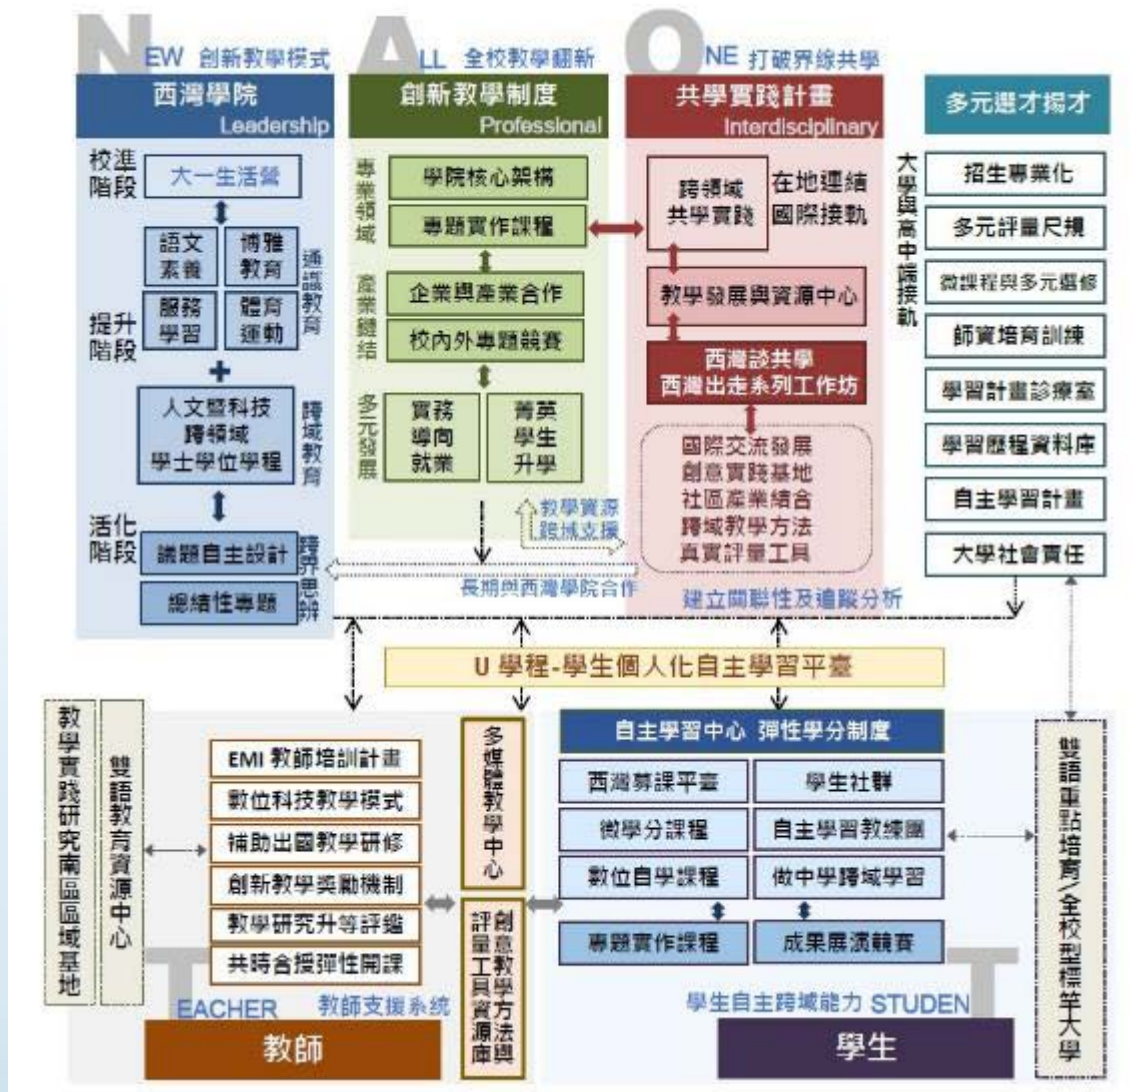 NEW 創新教學模式
西灣學院
Leadership
校準
階段
大一生活營
語文
素養
博雅
教育
服務
學習
體育
運動
通識教育
提升
階段
人文暨科技
跨領域
學士學位學程
跨域教育
活化
階段
議題自主設計
總結性專題
跨界思辨
ALL 全校教學翻新
創新教學制度
Professional
專業領域
學院核心架構
專題實作課程
產業鏈結
企業與產業合作
校內外專題競賽
多元發展
實務
導向
就業
菁英
學生
升學
教學資源
跨域支援
長期與西灣學院合作
ONE 打破界線共學
共學實踐計畫
Interdisciplinary
跨領域
共學實踐
在地連結
國際接軌
教學發展與資源中心
西灣談共學
西灣出走系列工作坊
國際交流發展
創意實踐基地
社區產業結合
跨域教學方法
真實評量工具
建立關聯性及追蹤分析
多元選才揚才
大學與高中端接軌
招生專業化
多元評量尺規
微課程與多元選修
師資培育訓練
學習計畫診療室
學習歷程資料庫
自主學習計畫
大學社會責任
U 學程-學生個人化自主學習平臺
教學實踐研究南區區域基地
雙語教育資源中心
EMI 教師培訓計畫
數位科技教學模式
補助出國教學研修
創新教學獎勵機制
教學研究升等評鑑
共時合授彈性開課
TEACHER 教師支援系統
教師
多媒體教學中心
創意教學方法與
評量工具資源庫
自主學習中心 彈性學分制度
西灣募課平臺
學生社群
微學分課程
自主學習教練團
數位自學課程
做中學跨域學習
專題實作課程
成果展演競賽
學生自主跨域能力 STUDENT
學生
雙語重點培育/全校型標竿大學